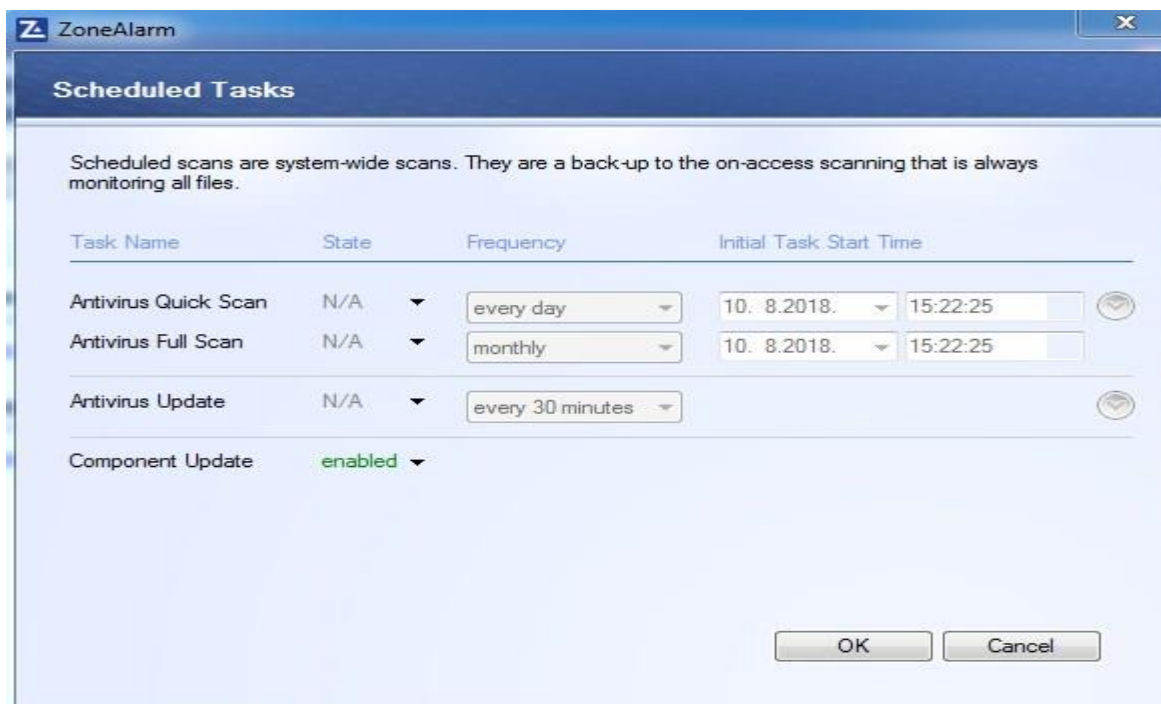 ZoneAlarm
Scheduled Tasks
Scheduled scans are system-wide scans. They are a back-up to the on-access scanning that is always
monitoring all files.
Task Name State Frequency Initial Task Start Time
Antivirus Quick Scan N/A every day 10. 8.2018. 15:22:25
Antivirus Full Scan N/A monthly 10. 8.2018. 15:22:25
Antivirus Update N/A every 30 minutes
Component Update enabled
OK Cancel